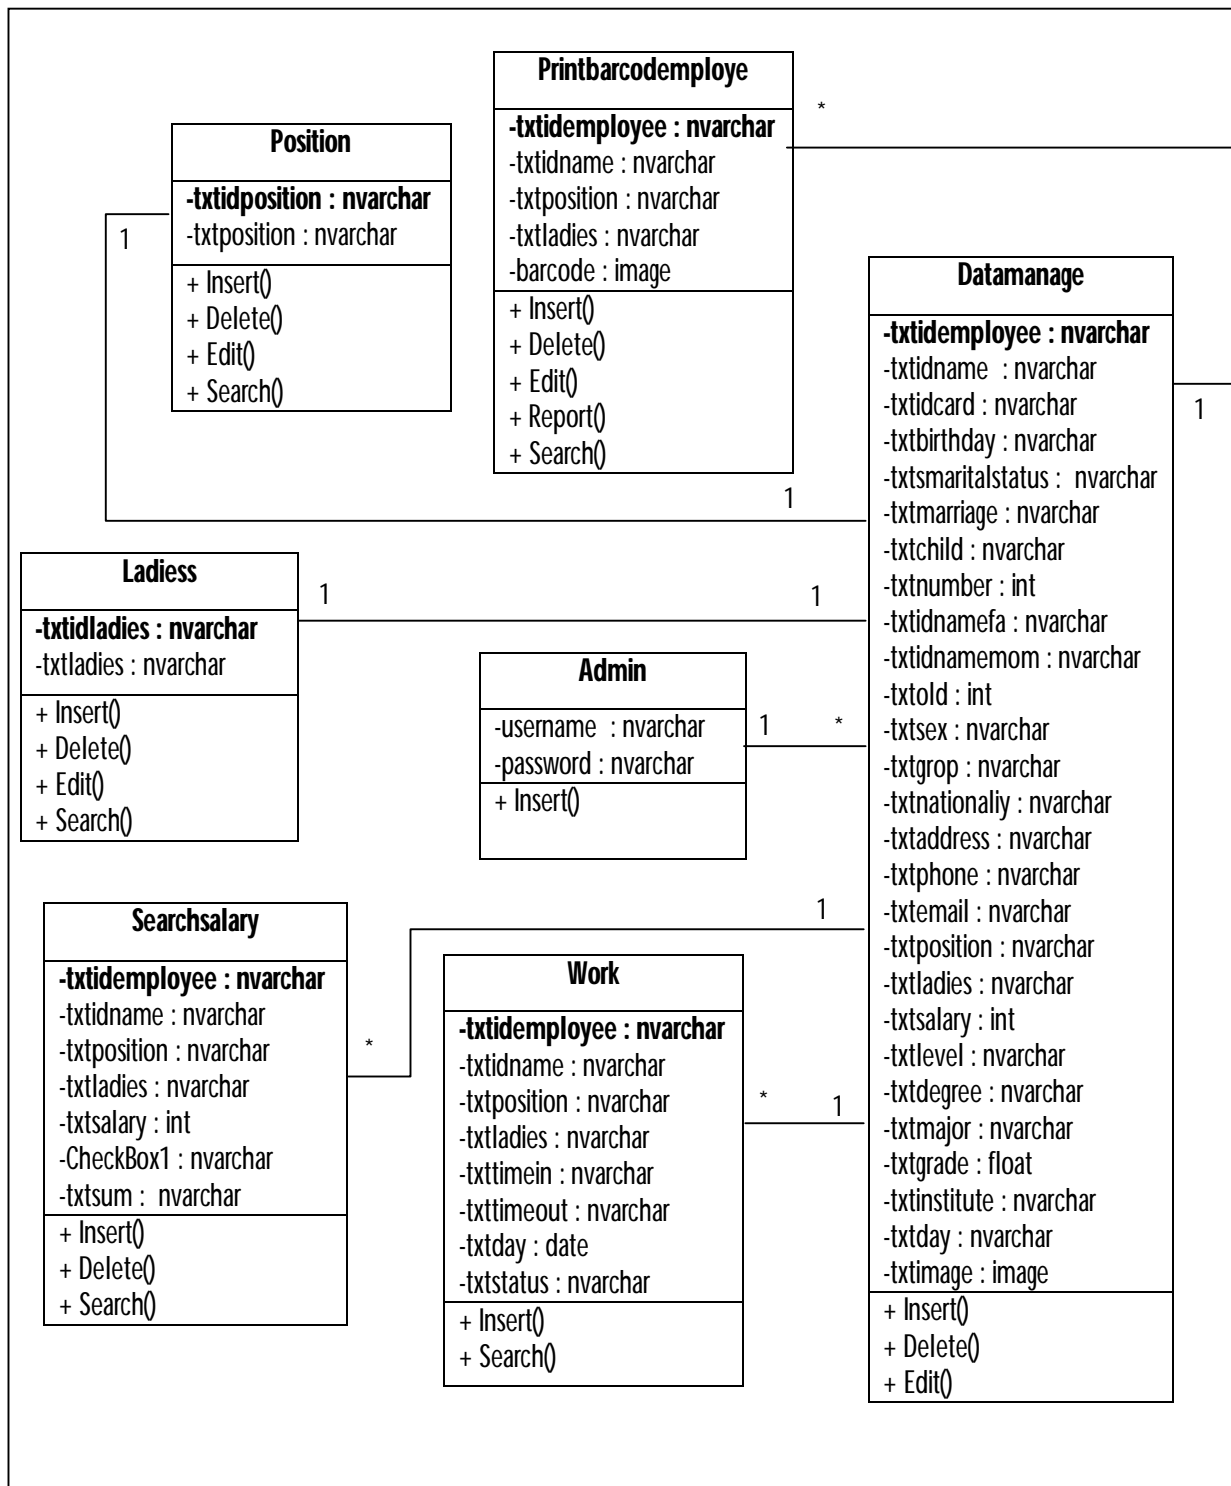 Printbarcodemploye
-txtidemployee : nvarchar
-txtidname : nvarchar
-txtposition : nvarchar
-txtladies : nvarchar
-barcode : image
+ Insert()
+ Delete()
+ Edit()
+ Report()
+ Search()
*
Position
-txtidposition : nvarchar
-txtposition : nvarchar
+ Insert()
+ Delete()
+ Edit()
+ Search()
1
1
Datamanage
-txtidemployee : nvarchar
-txtidname : nvarchar
-txtidcard : nvarchar
-txtbirthday : nvarchar
-txtsmaritalstatus : nvarchar
-txtmarriage : nvarchar
-txtchild : nvarchar
-txtnumber : int
-txtidnamefa : nvarchar
-txtidnamemom : nvarchar
-txtold : int
-txtsex : nvarchar
-txtgrop : nvarchar
-txtnationaliy : nvarchar
-txtaddress : nvarchar
-txtphone : nvarchar
-txtemail : nvarchar
-txtposition : nvarchar
-txtladies : nvarchar
-txtsalary : int
-txtlevel : nvarchar
-txtdegree : nvarchar
-txtmajor : nvarchar
-txtgrade : float
-txtinstitute : nvarchar
-txtday : nvarchar
-txtimage : image
+ Insert()
+ Delete()
+ Edit()
1
Ladiess
-txtidladies : nvarchar
-txtladies : nvarchar
+ Insert()
+ Delete()
+ Edit()
+ Search()
1
1
Admin
-username : nvarchar
-password : nvarchar
+ Insert()
1
*
Searchsalary
-txtidemployee : nvarchar
-txtidname : nvarchar
-txtposition : nvarchar
-txtladies : nvarchar
-txtsalary : int
-CheckBox1 : nvarchar
-txtsum : nvarchar
+ Insert()
+ Delete()
+ Search()
*
1
Work
-txtidemployee : nvarchar
-txtidname : nvarchar
-txtposition : nvarchar
-txtladies : nvarchar
-txttimein : nvarchar
-txttimeout : nvarchar
-txtday : date
-txtstatus : nvarchar
+ Insert()
+ Search()
*
1